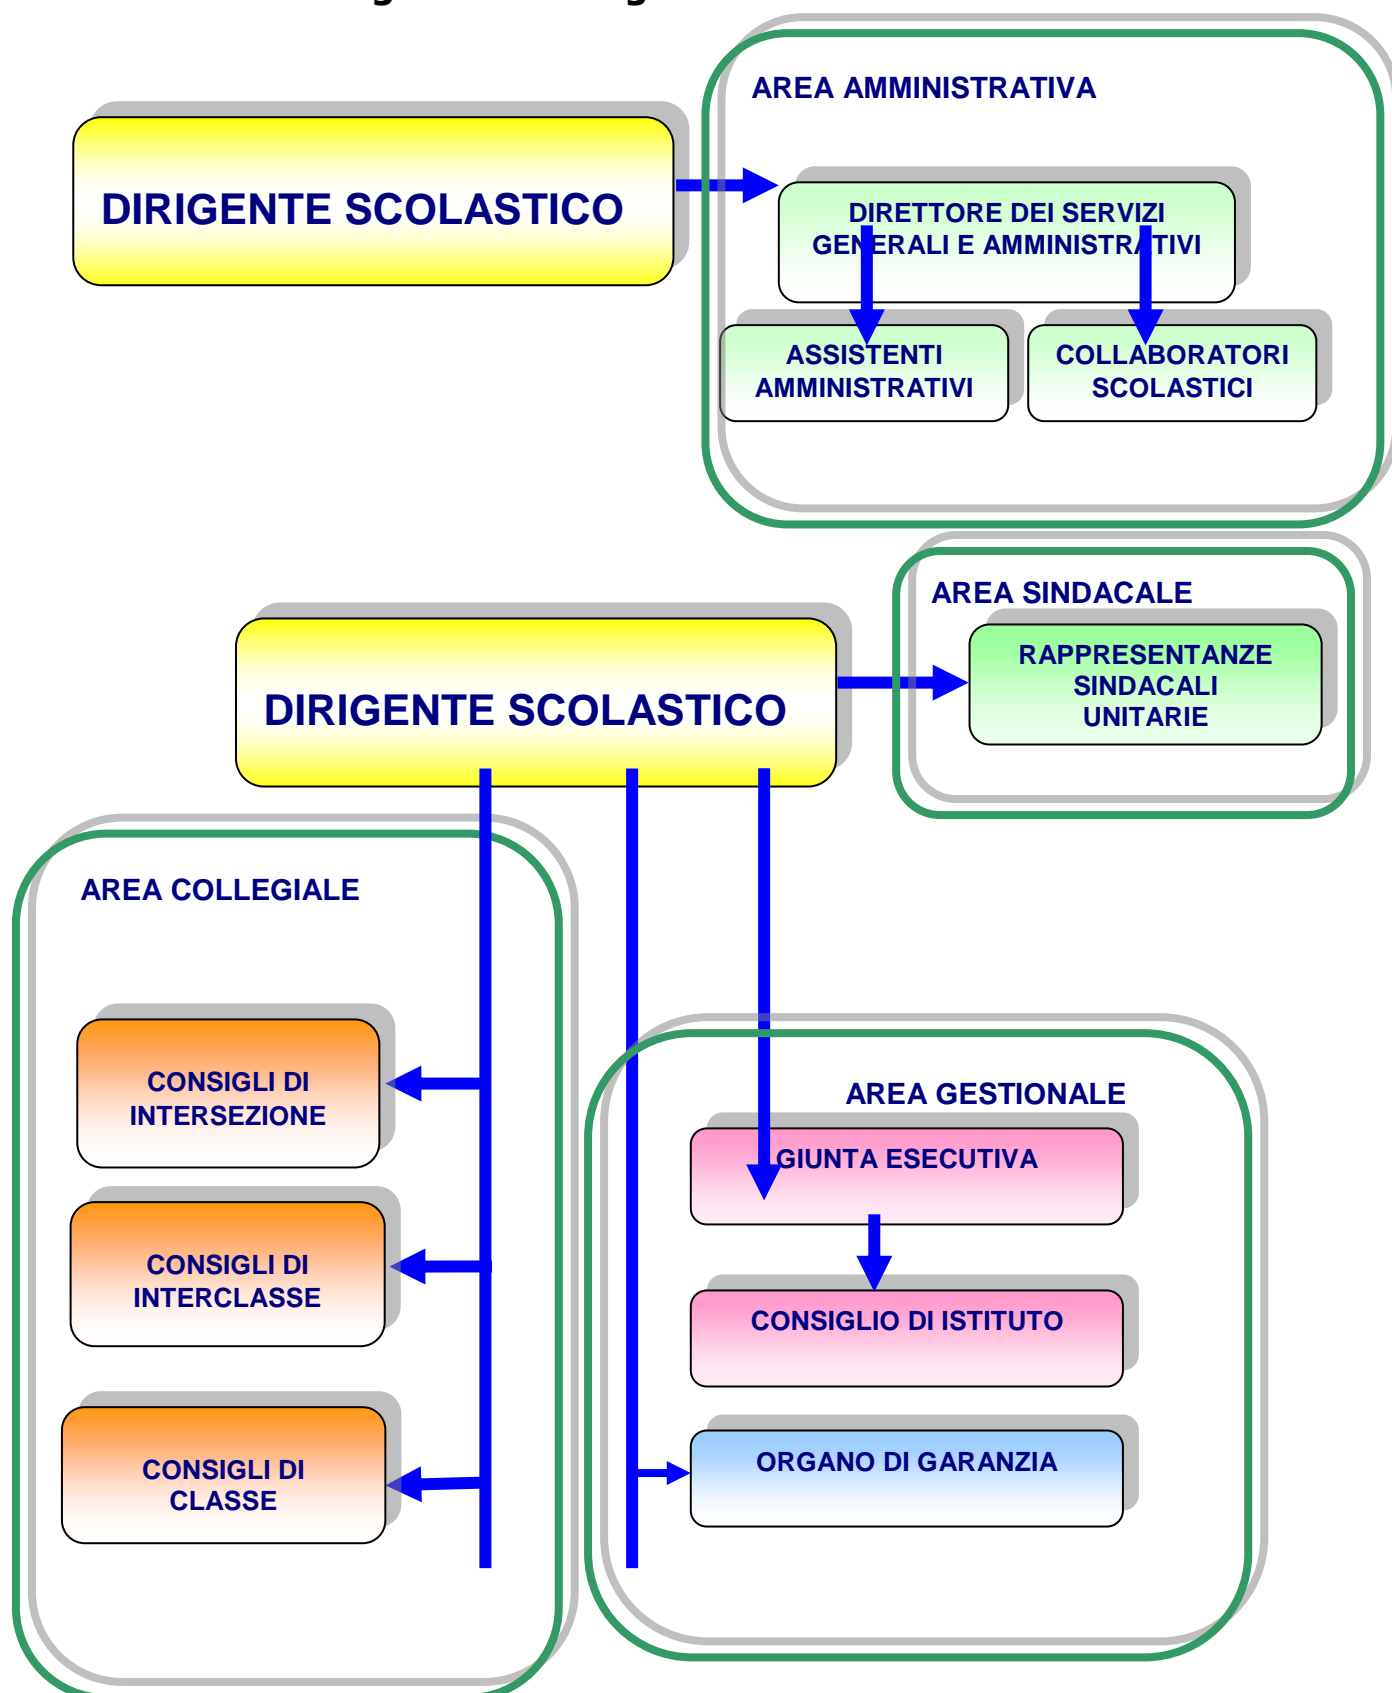 AREA AMMINISTRATIVA
DIRIGENTE SCOLASTICO
DIRETTORE DEI SERVIZI
GENERALI E AMMINISTRATIVI
ASSISTENTI
AMMINISTRATIVI
COLLABORATORI
SCOLASTICI
AREA SINDACALE
RAPPRESENTANZE
SINDACALI
UNITARIE
DIRIGENTE SCOLASTICO
AREA COLLEGIALE
CONSIGLI DI
INTERSEZIONE
CONSIGLI DI
INTERCLASSE
CONSIGLI DI
CLASSE
AREA GESTIONALE
GIUNTA ESECUTIVA
CONSIGLIO DI ISTITUTO
ORGANO DI GARANZIA